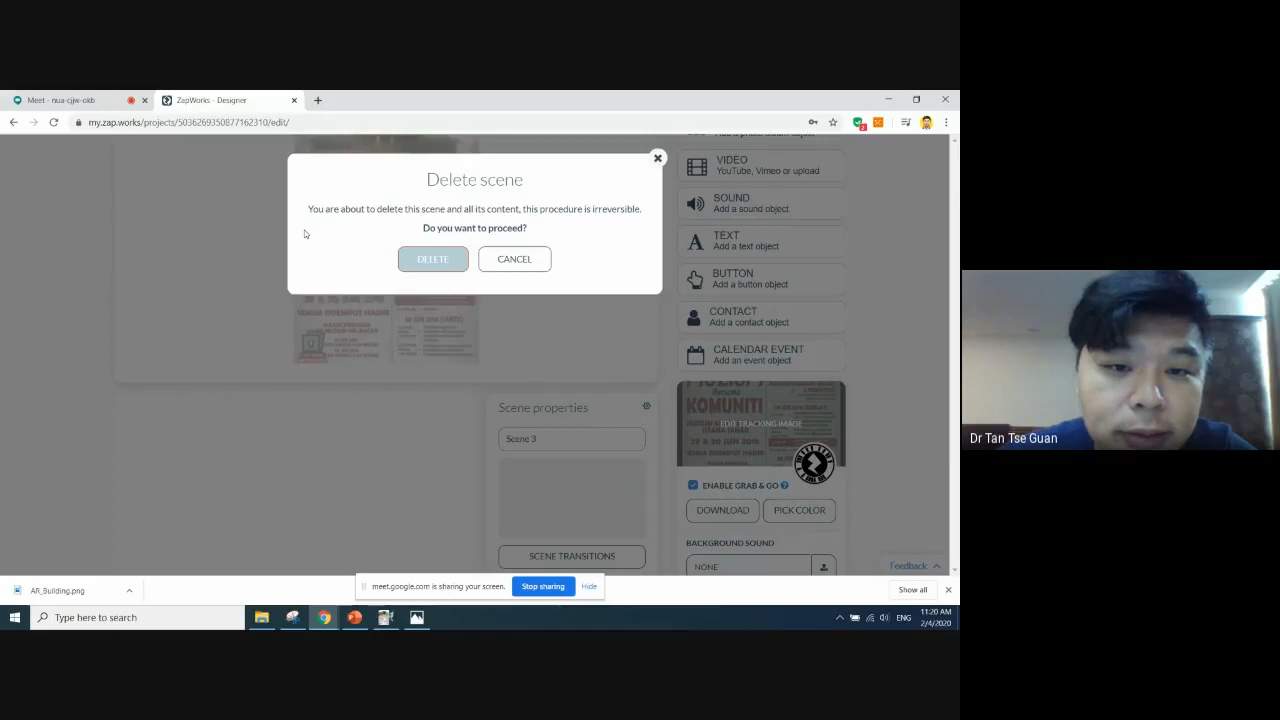 Meet - nua-cjjw-okb
ZapWorks - Designer
my.zap.works/projects/5036269350877162310/edit/
Add a photo album object
VIDEO
YouTube, Vimeo or upload
SOUND
Add a sound object
TEXT
Add a text object
BUTTON
Add a button object
CONTACT
Add a contact object
CALENDAR EVENT
Add an event object
Delete scene
You are about to delete this scene and all its content, this procedure is irreversible.
Do you want to proceed?
DELETE
CANCEL
Scene properties
Scene 3
SCENE TRANSITIONS
KOMUNITI
EDIT TRACKING IMAGE
ENABLE GRAB & GO
DOWNLOAD
PICK COLOR
BACKGROUND SOUND
NONE
Feedback
AR_Building.png
meet.google.com is sharing your screen.
Stop sharing
Hide
Show all
Type here to search
ENG
11:20 AM
2/4/2020
Dr Tan Tse Guan